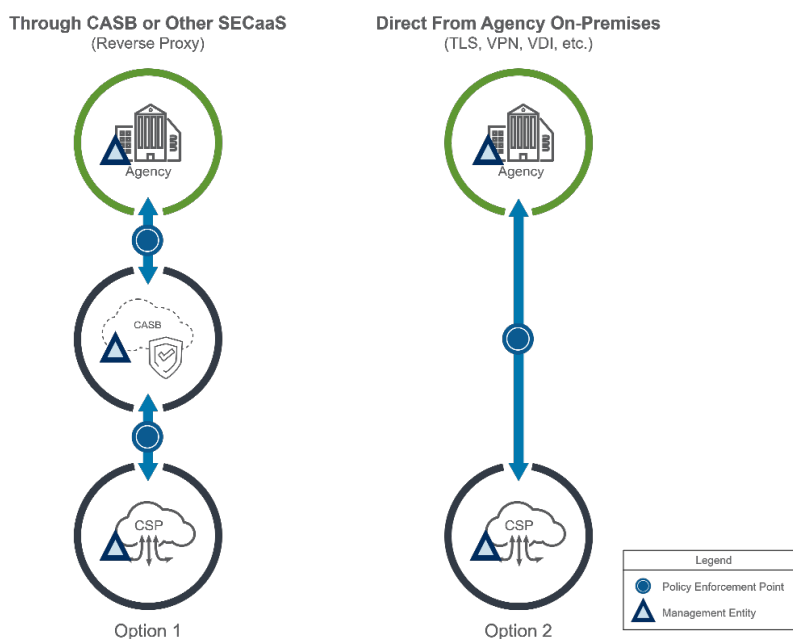 Through CASB or Other SECaaS
(Reverse Proxy)
Direct From Agency On-Premises
(TLS, VPN, VDI, etc.)
Agency
Agency
CASB
CSP
CSP
Legend
Policy Enforcement Point
Management Entity
Option 1
Option 2